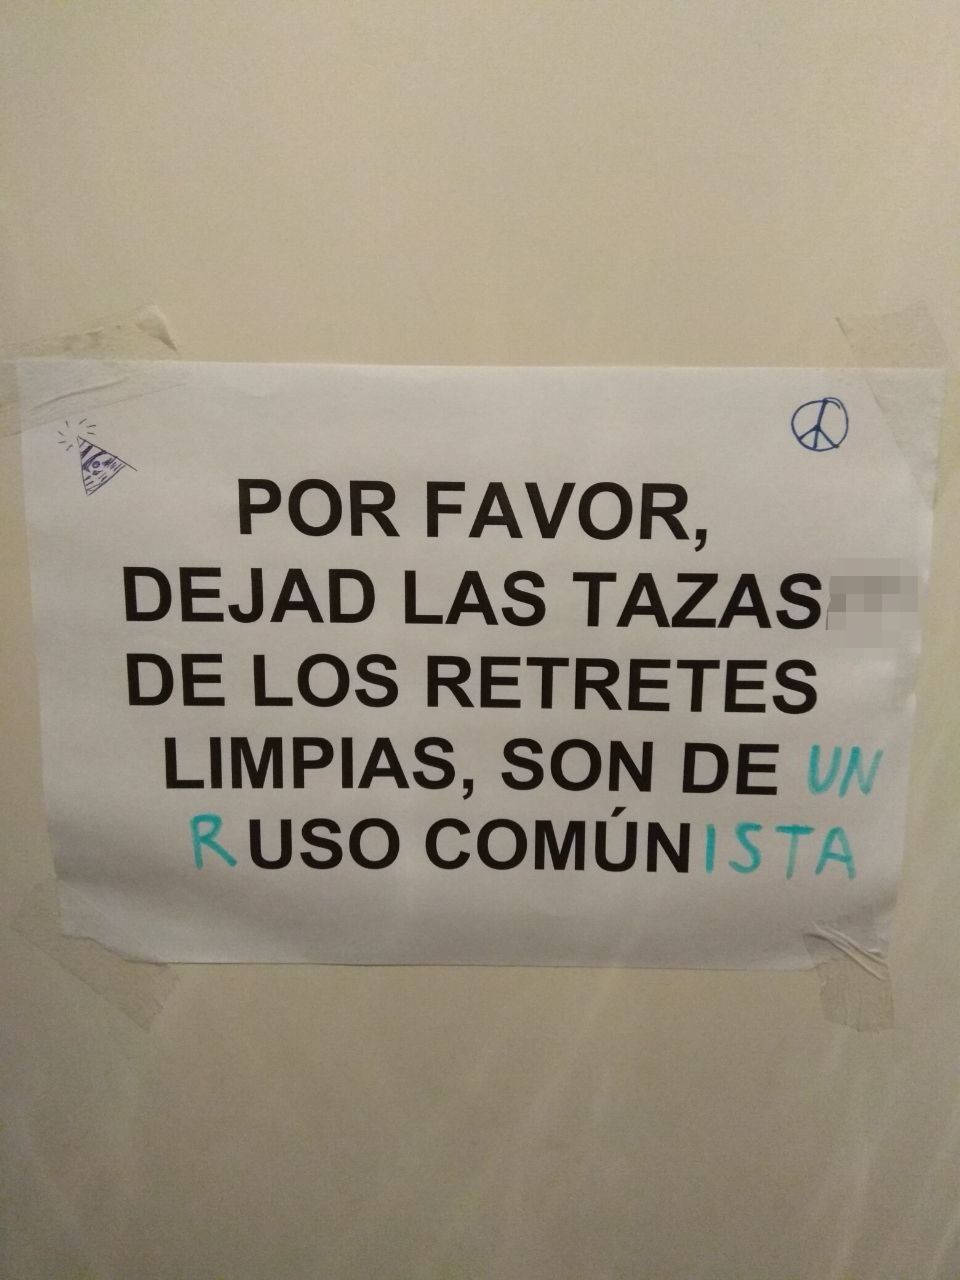 POR FAVOR,
DEJAD LAS TAZAS
DE LOS RETRETES
LIMPIAS, SON DE UN
RUSO COMÚNISTA